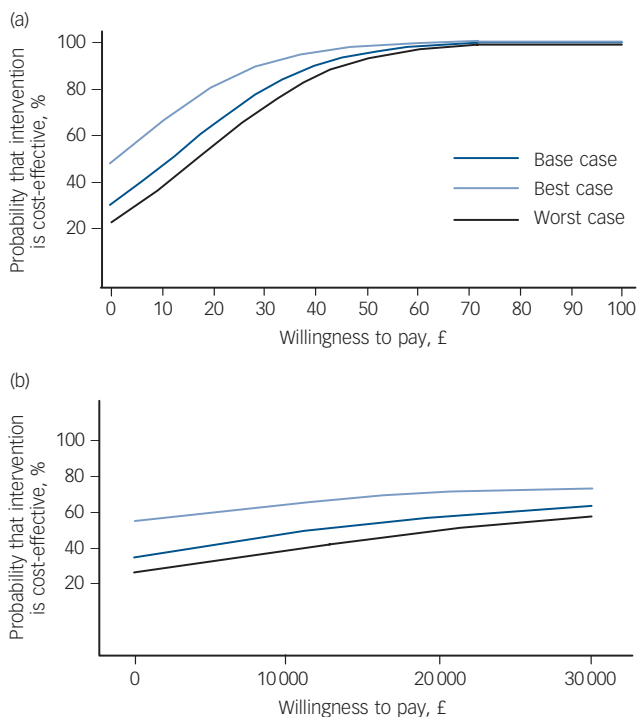 (a)
Probability that intervention
is cost-effective, %
100
80
60
40
20
Base case
Best case
Worst case
0 10 20 30 40 50 60 70 80 90 100
Willingness to pay, £
(b)
Probability that intervention
is cost-effective, %
100
80
60
40
20
0 10 000 20 000 30 000
Willingness to pay, £